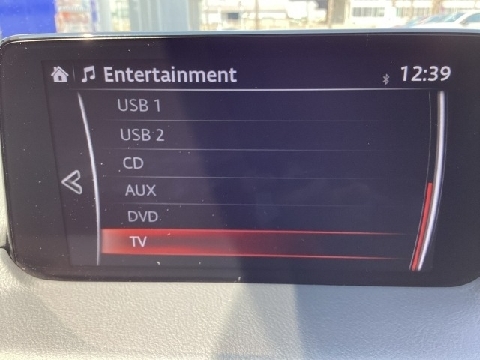 Entertainment 12:39
USB 1
USB 2
CD
AUX
DVD
TV